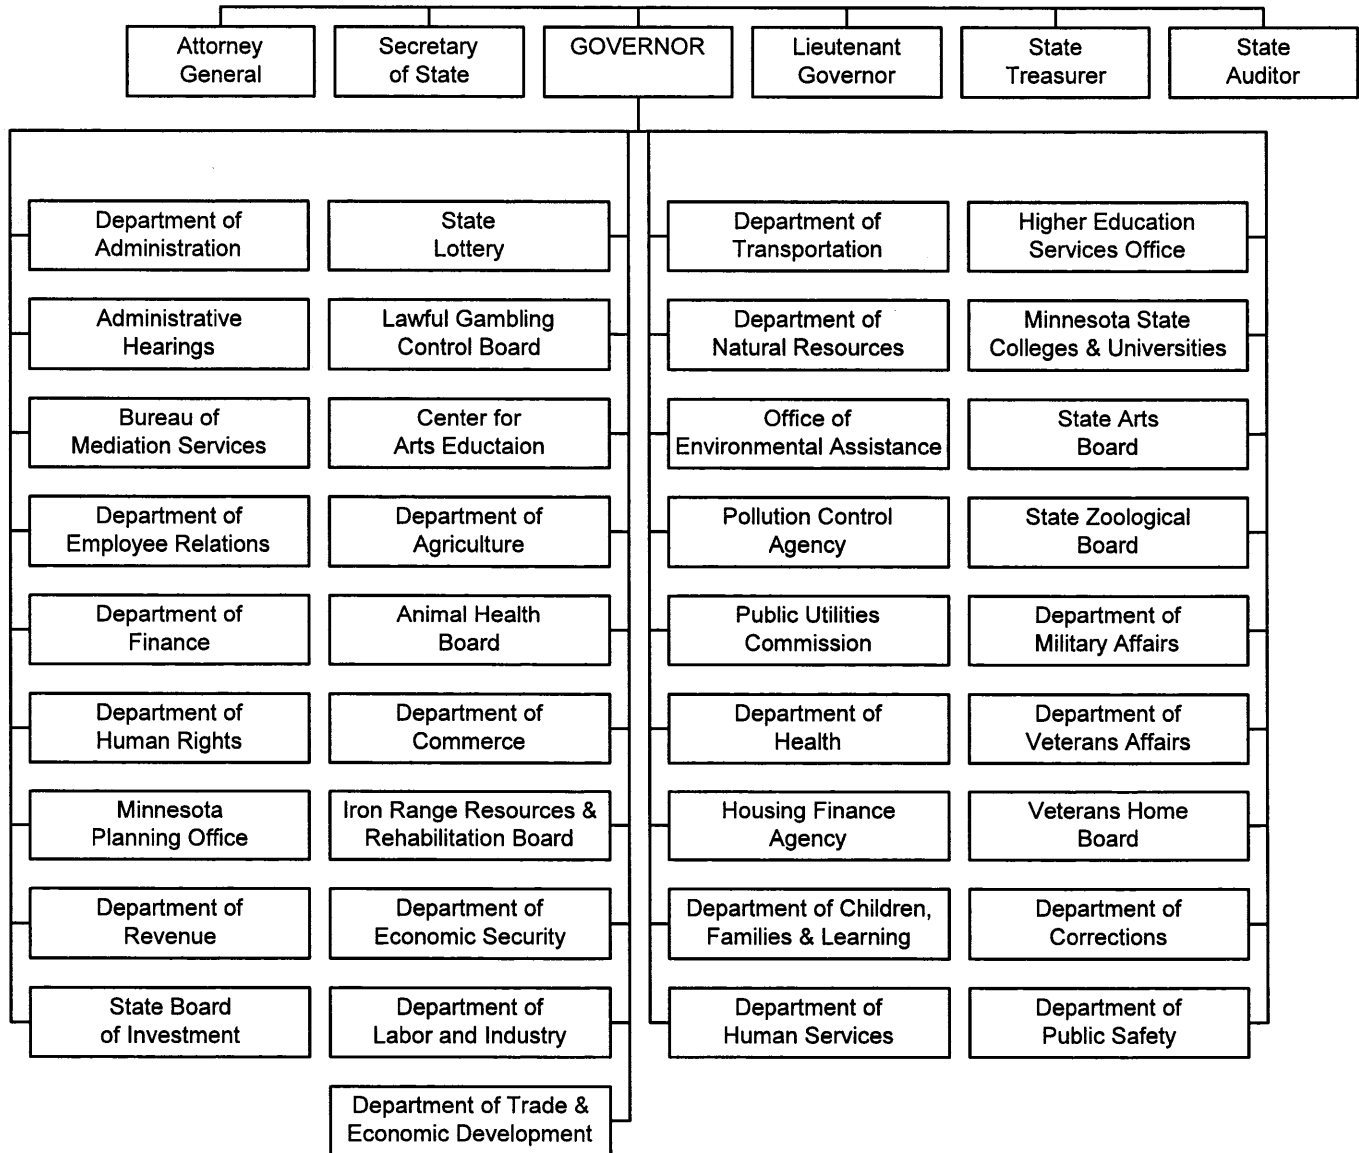 Attorney
General
Secretary
of State
GOVERNOR
Lieutenant
Governor
State
Treasurer
State
Auditor
Department of
Administration
State
Lottery
Department of
Transportation
Higher Education
Services Office
Administrative
Hearings
Lawful Gambling
Control Board
Department of
Natural Resources
Minnesota State
Colleges & Universities
Bureau of
Mediation Services
Center for
Arts Eductaion
Office of
Environmental Assistance
State Arts
Board
Department of
Employee Relations
Department of
Agriculture
Pollution Control
Agency
State Zoological
Board
Department of
Finance
Animal Health
Board
Public Utilities
Commission
Department of
Military Affairs
Department of
Human Rights
Department of
Commerce
Department of
Health
Department of
Veterans Affairs
Minnesota
Planning Office
Iron Range Resources &
Rehabilitation Board
Housing Finance
Agency
Veterans Home
Board
Department of
Revenue
Department of
Economic Security
Department of Children,
Families & Learning
Department of
Corrections
State Board
of Investment
Department of
Labor and Industry
Department of
Human Services
Department of
Public Safety
Department of Trade &
Economic Development